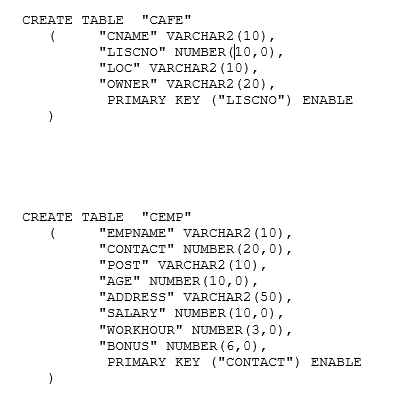 CREATE TABLE "CAFE"
( "CNAME" VARCHAR2(10),
"LISCNO" NUMBER(10,0),
"LOC" VARCHAR2(10),
"OWNER" VARCHAR2(20),
PRIMARY KEY ("LISCNO") ENABLE
)
CREATE TABLE "CEMP"
( "EMPNAME" VARCHAR2(10),
"CONTACT" NUMBER(20,0),
"POST" VARCHAR2(10),
"AGE" NUMBER(10,0),
"ADDRESS" VARCHAR2(50),
"SALARY" NUMBER(10,0),
"WORKHOUR" NUMBER(3,0),
"BONUS" NUMBER(6,0),
PRIMARY KEY ("CONTACT") ENABLE
)